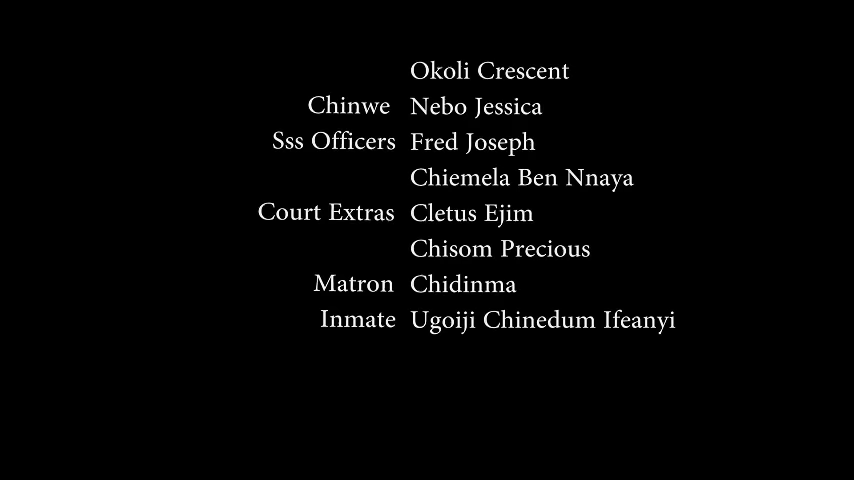 Okoli Crescent
Chinwe Nebo Jessica
Sss Officers Fred Joseph
Chiemela Ben Nnaya
Court Extras Cletus Ejim
Chisom Precious
Matron Chidinma
Inmate Ugoiji Chinedum Ifeanyi